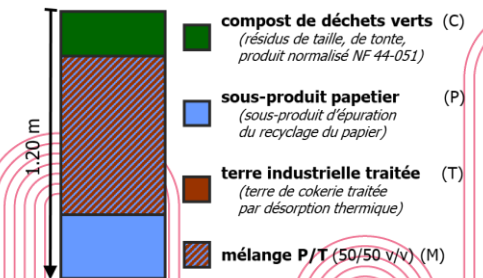 1.20 m
compost de déchets verts (C)
(résidus de taille, de tonte,
produit normalisé NF 44-051)
sous-produit papetier (P)
(sous-produit d'épuration
du recyclage du papier)
terre industrielle traitée (T)
(terre de cokerie traitée
par désorption thermique)
mélange P/T (50/50 v/v) (M)